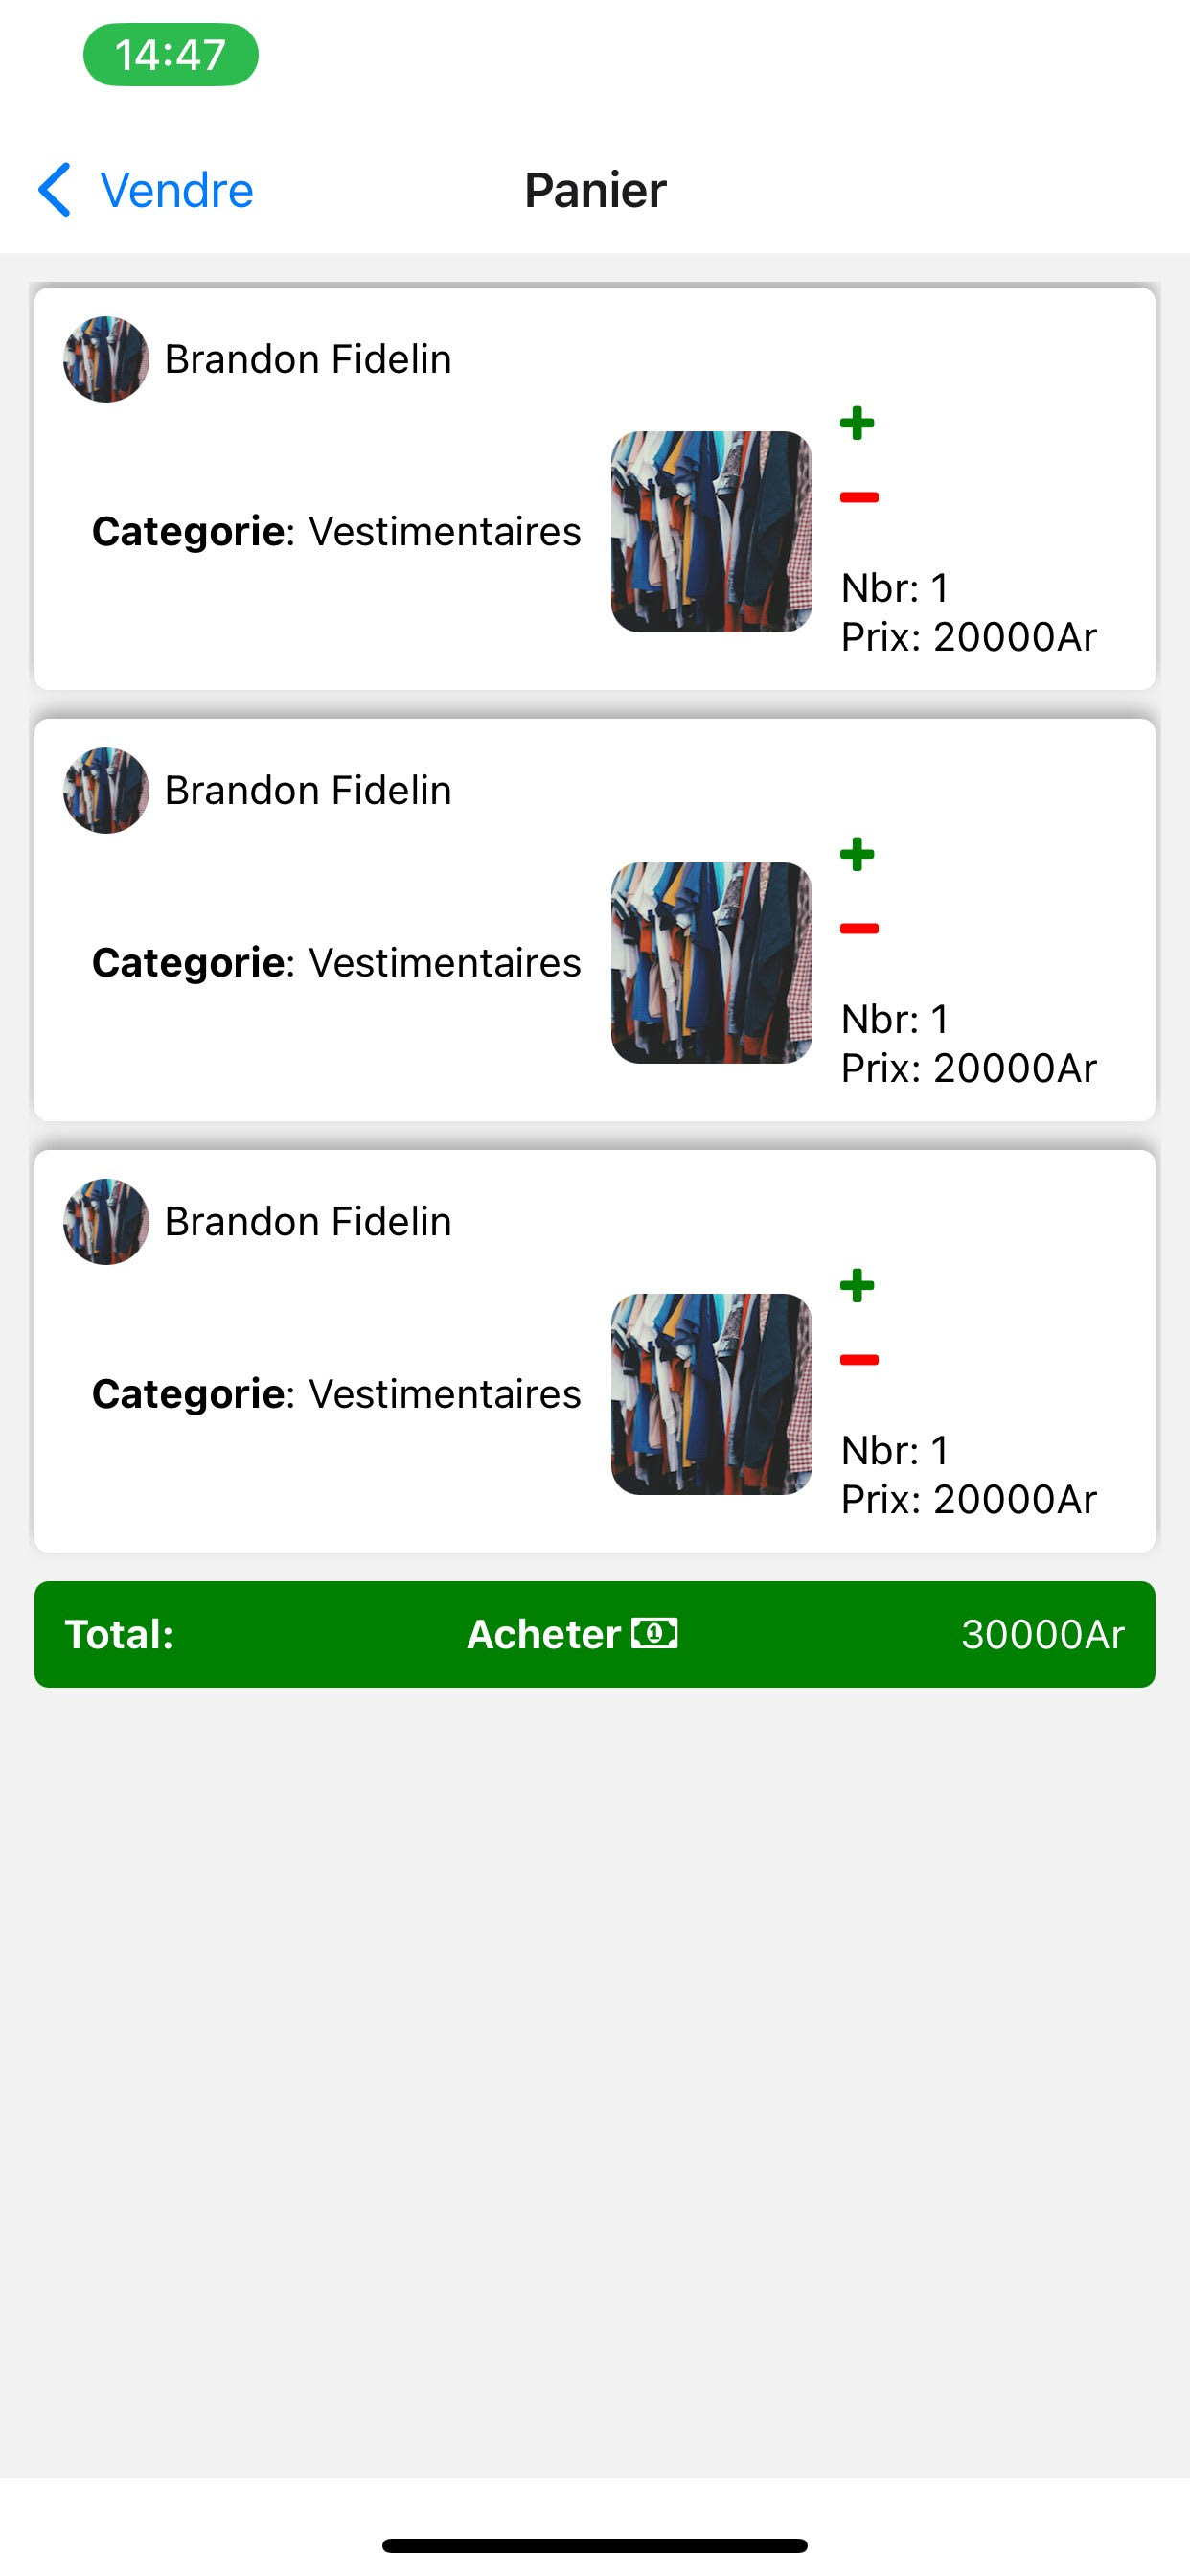 14:47
Vendre
Panier
Brandon Fidelin
Categorie: Vestimentaires
Nbr: 1
Prix: 20000Ar
Brandon Fidelin
Categorie: Vestimentaires
Nbr: 1
Prix: 20000Ar
Brandon Fidelin
Categorie: Vestimentaires
Nbr: 1
Prix: 20000Ar
Total: Acheter 30000Ar